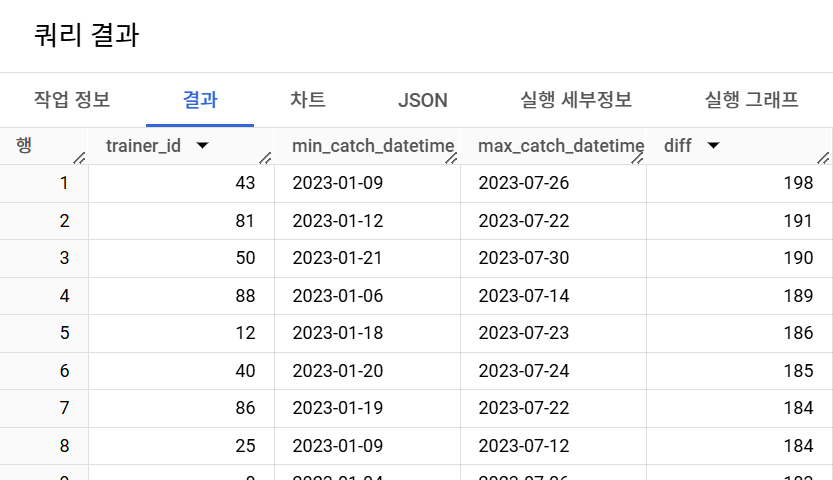 쿼리 결과
작업 정보 결과 차트 JSON 실행 세부정보 실행 그래프
행 trainer_id min_catch_datetime max_catch_datetime diff
1 43 2023-01-09 2023-07-26 198
2 81 2023-01-12 2023-07-22 191
3 50 2023-01-21 2023-07-30 190
4 88 2023-01-06 2023-07-14 189
5 12 2023-01-18 2023-07-23 186
6 40 2023-01-20 2023-07-24 185
7 86 2023-01-19 2023-07-22 184
8 25 2023-01-09 2023-07-12 184